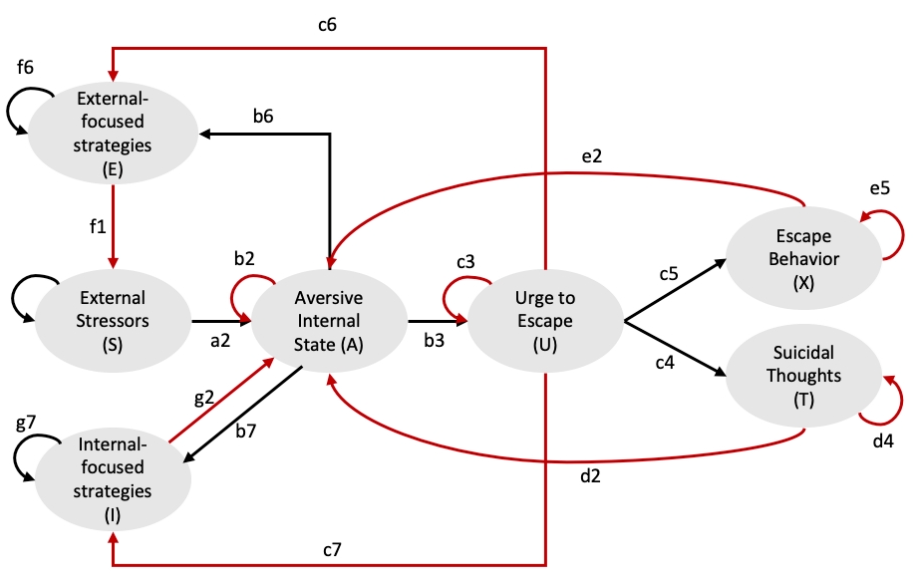 c6
f6
External-
focused
strategies
(E)
b6
e2
e5
f1
Escape
Behavior
(X)
b2
c3
c5
External
Stressors
(S)
a2
Aversive
Internal
State (A)
b3
Urge to
Escape
(U)
c4
Suicidal
Thoughts
(T)
g2
b7
g7
d4
Internal-
focused
strategies
(I)
d2
c7